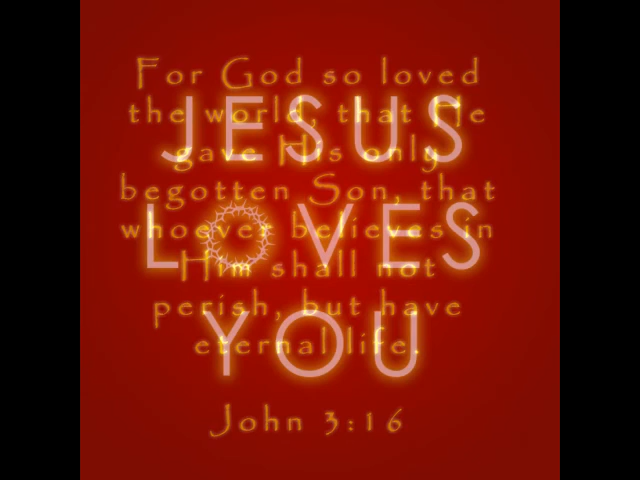 For God so loved
the world, that He
gave His only
begotten Son, that
whoever believes in
Him shall not
perish, but have
eternal life.
John 3:16
JESUS
LOVES
YOU